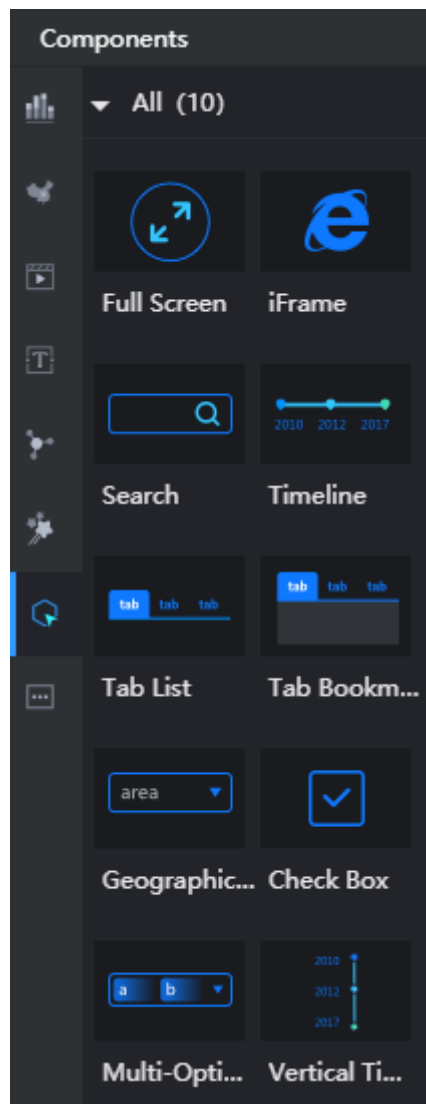 Components
All (10)
Full Screen iFrame
2010 2012 2017
Search Timeline
tab tab tab
tab tab tab
Tab List Tab Bookm...
area
Geographic... Check Box
2010
a b 2012
2017
Multi-Opti... Vertical Ti...
T